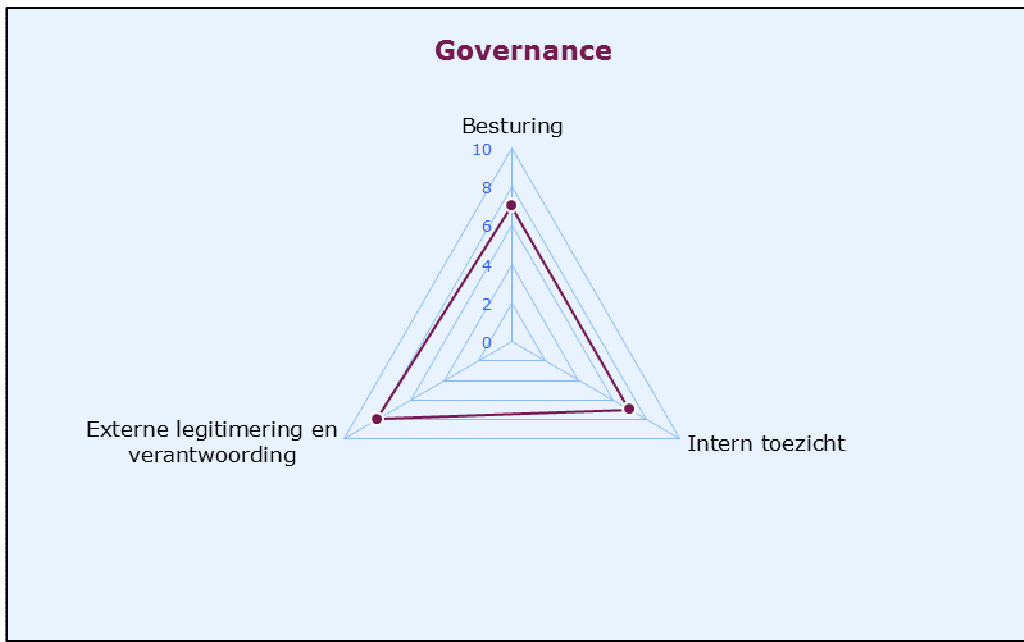 Governance
Besturing
10
8
6
4
2
0
Externe legitimering en
verantwoording
Intern toezicht